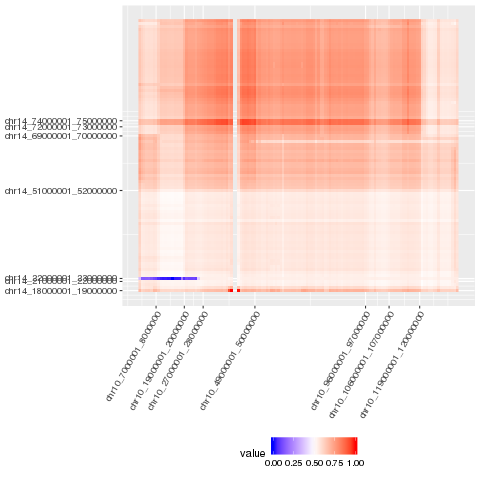 chr14_74000001_75000000
chr14_72000001_73000000
chr14_69000001_70000000
chr14_51000001_52000000
chr14_21000001_22000000
chr14_18000001_19000000
chr10_7000001_8000000
chr10_19000001_20000000
chr10_27000001_28000000
chr10_49000001_50000000
chr10_96000001_97000000
chr10_106000001_107000000
chr10_119000001_120000000
value
0.00 0.25 0.50 0.75 1.00